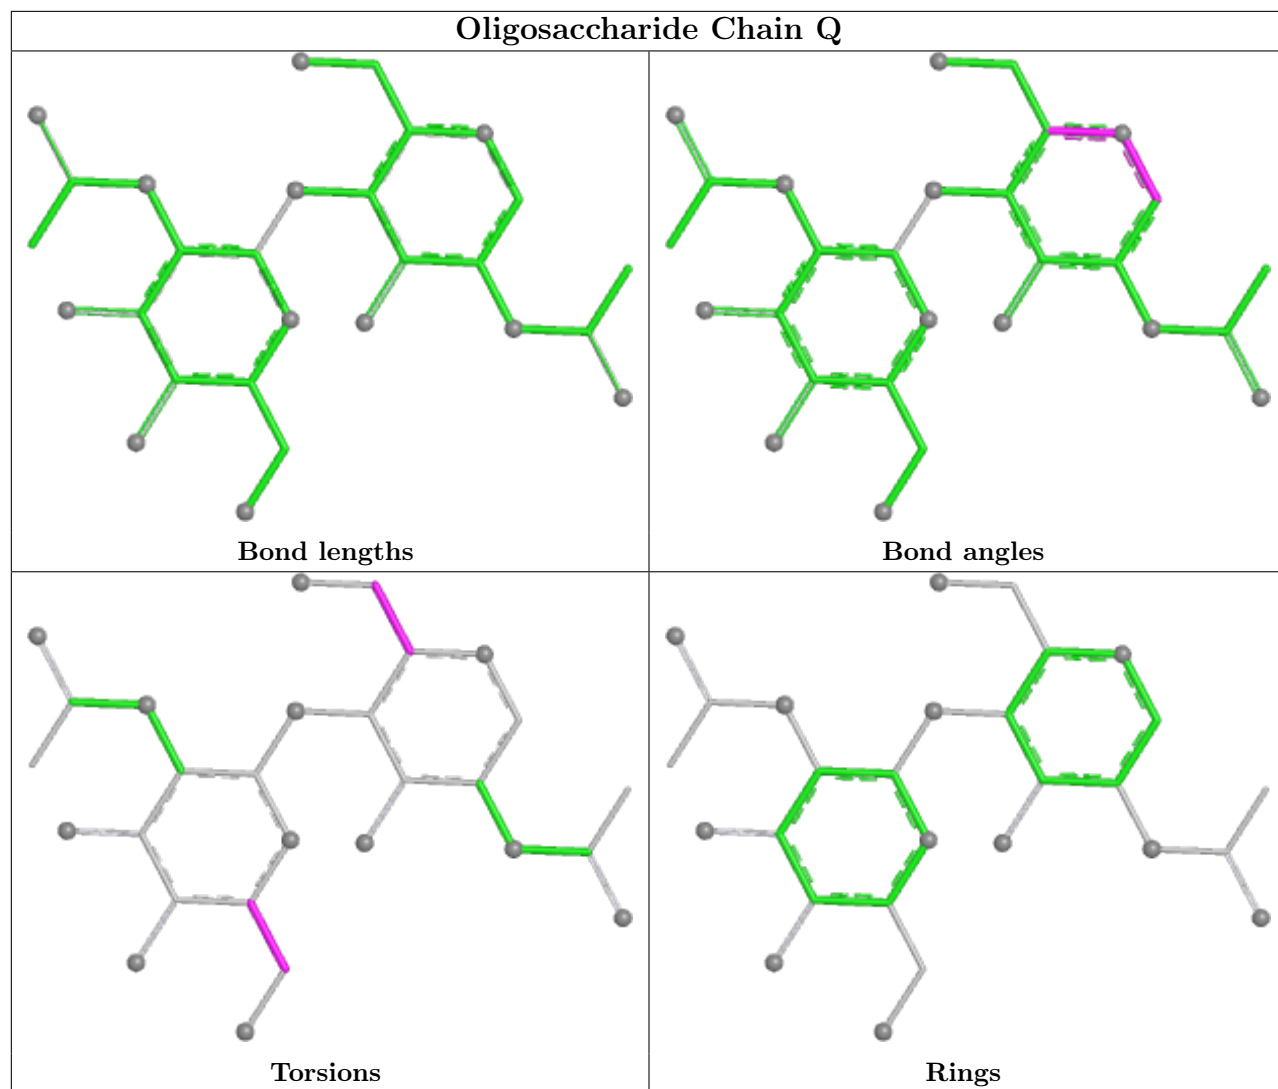 Oligosaccharide Chain Q
Bond lengths
Bond angles
Torsions
Rings